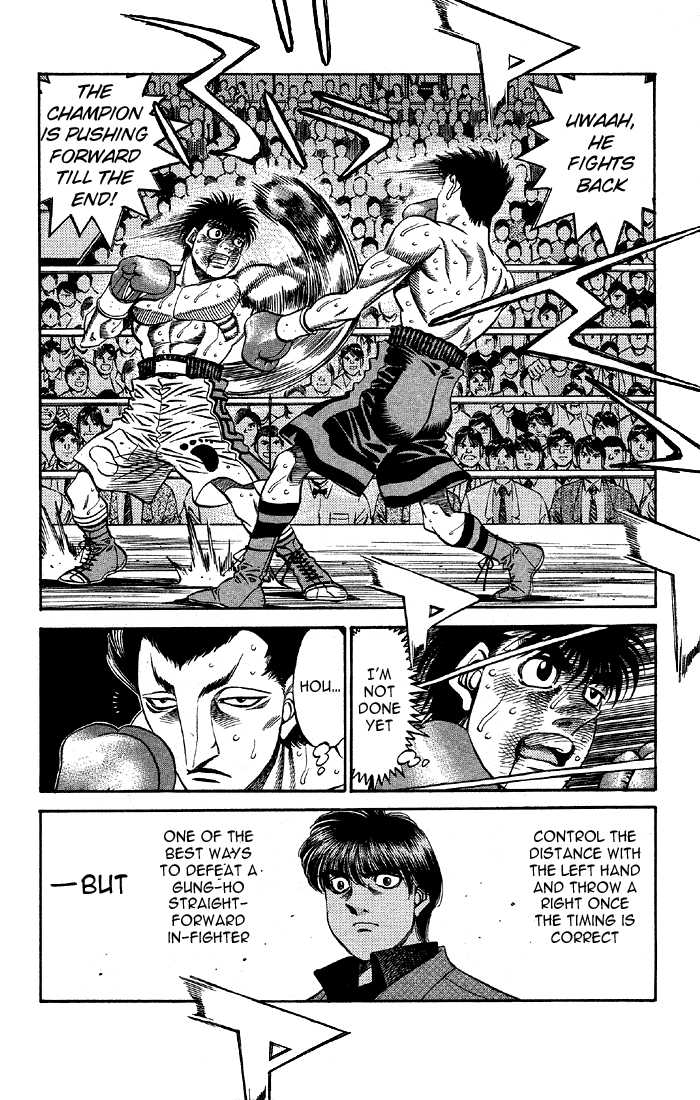 UWAAH,
HE
FIGHTS
BACK
THE
CHAMPION
IS PUSHING
FORWARD
TILL THE
END!
I'M
NOT
DONE
YET
HOU...
CONTROL THE
DISTANCE WITH
THE LEFT HAND
AND THROW A
RIGHT ONCE
THE TIMING IS
CORRECT
ONE OF THE
BEST WAYS
TO DEFEAT A
GUNG-HO
STRAIGHT-
FORWARD
IN-FIGHTER
—BUT